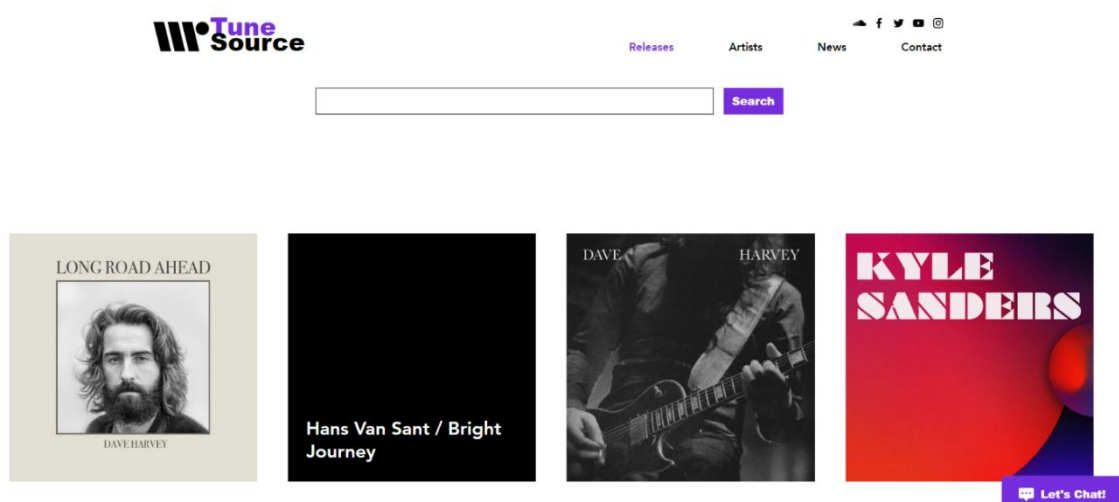 Tune
Source
Releases Artists News Contact
Search
LONG ROAD AHEAD
DAVE HARVEY
Hans Van Sant / Bright
Journey
DAVE HARVEY
KYLE
SANDERS
Let's Chat!